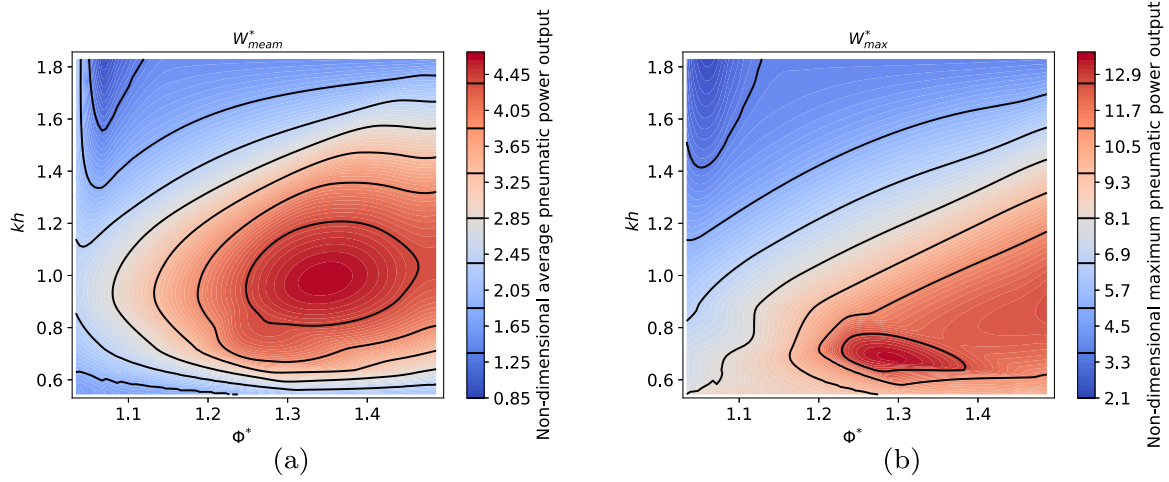 W*meam
1.8
1.6
1.4
1.2
1.0
0.8
0.6
kh
1.1 1.2 1.3 1.4
Φ*
4.45
4.05
3.65
3.25
2.85
2.45
2.05
1.65
1.25
0.85
Non-dimensional average pneumatic power output
(a)
W*max
1.8
1.6
1.4
1.2
1.0
0.8
0.6
kh
1.1 1.2 1.3 1.4
Φ*
12.9
11.7
10.5
9.3
8.1
6.9
5.7
4.5
3.3
2.1
Non-dimensional maximum pneumatic power output
(b)